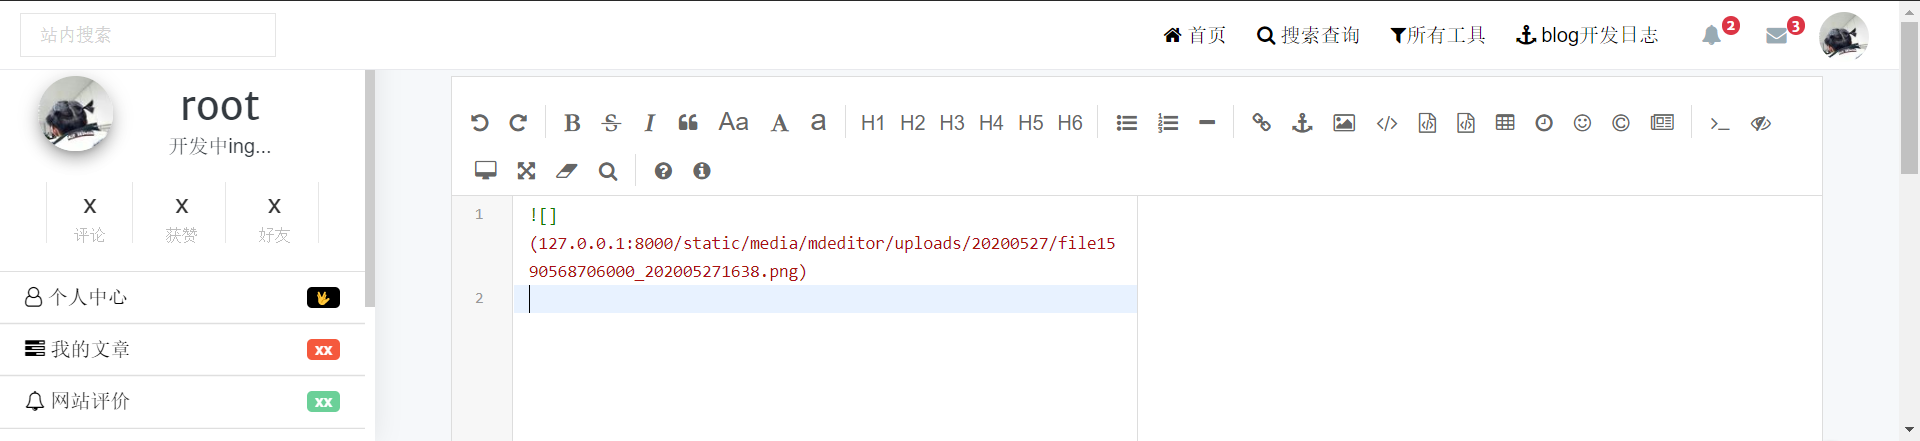 站内搜索
首页 搜索查询 所有工具 blog开发日志 2 3
root
开发中ing...
x x x
评论 获赞 好友
个人中心
我的文章 xx
网站评价 xx
B S I Aa A a H1 H2 H3 H4 H5 H6
1 ![]
(127.0.0.1:8000/static/media/mdeditor/uploads/20200527/file15
90568706000_202005271638.png)
2